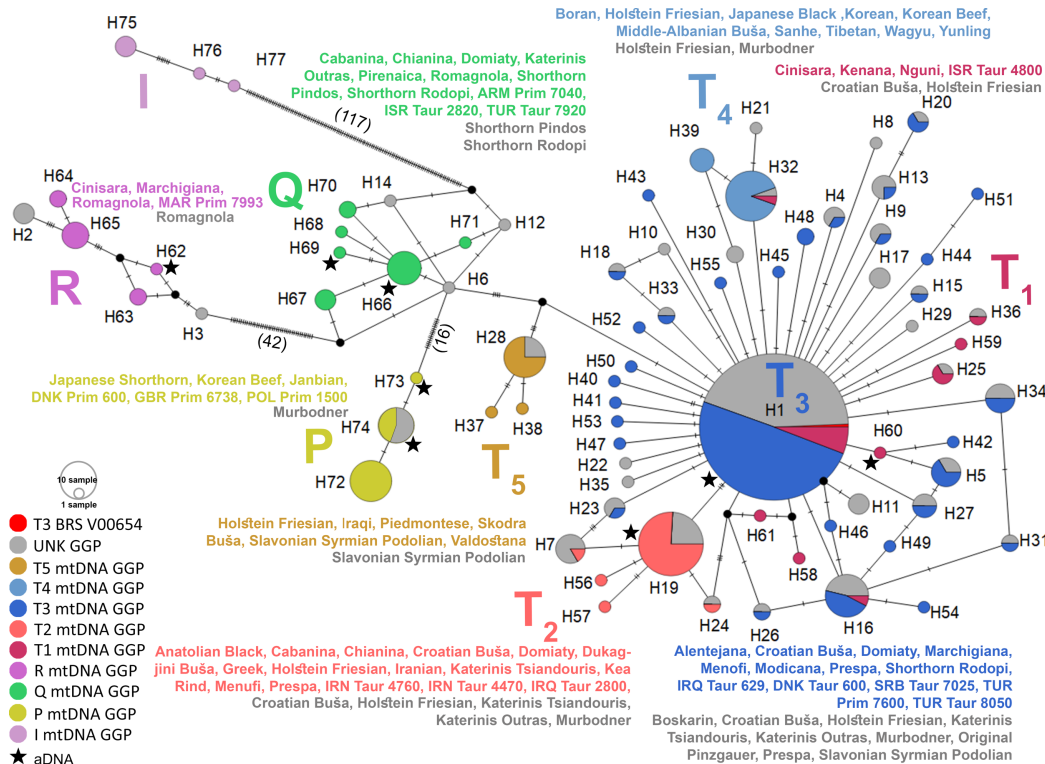 Boran, Holstein Friesian, Japanese Black ,Korean, Korean Beef,
Middle-Albanian Buša, Sanhe, Tibetan, Wagyu, Yunling
Holstein Friesian, Murbodner
H75
H76
H77
I
(117)
Cabanina, Chianina, Domiaty, Katerinis
Outras, Pirenaica, Romagnola, Shorthorn
Pindos, Shorthorn Rodopi, ARM Prim 7040,
ISR Taur 2820, TUR Taur 7920
Shorthorn Pindos
Shorthorn Rodopi
Cinisara, Kenana, Nguni, ISR Taur 4800
Croatian Buša, Holstein Friesian
T4
H21
H39
H32
H8
H20
H43
H30
H48
H4
H13
H9
H51
H10
H18
H55
H45
H17
H44
H33
H15
H29
H36
T1
H52
H59
H25
H64
Cinisara, Marchigiana,
Romagnola, MAR Prim 7993
Romagnola
H2
H65
H62
R
H63
H3
(42)
Q
H70
H14
H68
H69
H71
H12
H66
H6
H67
(16)
H28
H37
H38
T5
Japanese Shorthorn, Korean Beef, Janbian,
DNK Prim 600, GBR Prim 6738, POL Prim 1500
Murbodner
H73
H74
P
H72
H50
H40
H41
H53
H47
H22
H35
H23
H7
T3
H1
H34
H60
H42
H5
H11
H27
H46
H49
H31
H61
H58
H19
H56
H57
H24
H26
H16
H54
T2
10 sample
1 sample
T3 BRS V00654
UNK GGP
T5 mtDNA GGP
T4 mtDNA GGP
T3 mtDNA GGP
T2 mtDNA GGP
T1 mtDNA GGP
R mtDNA GGP
Q mtDNA GGP
P mtDNA GGP
I mtDNA GGP
aDNA
Holstein Friesian, Iraqi, Piedmontese, Skodra
Buša, Slavonian Syrmian Podolian, Valdostana
Slavonian Syrmian Podolian
Anatolian Black, Cabanina, Chianina, Croatian Buša, Domiaty, Dukag-
jini Buša, Greek, Holstein Friesian, Iranian, Katerinis Tsiandouris, Kea
Rind, Menufi, Prespa, IRN Taur 4760, IRN Taur 4470, IRQ Taur 2800,
Croatian Buša, Holstein Friesian, Katerinis Tsiandouris,
Katerinis Outras, Murbodner
Alentejana, Croatian Buša, Domiaty, Marchigiana,
Menofi, Modicana, Prespa, Shorthorn Rodopi,
IRQ Taur 629, DNK Taur 600, SRB Taur 7025, TUR
Prim 7600, TUR Taur 8050
Boskarin, Croatian Buša, Holstein Friesian, Katerinis
Tsiandouris, Katerinis Outras, Murbodner, Original
Pinzgauer, Prespa, Slavonian Syrmian Podolian